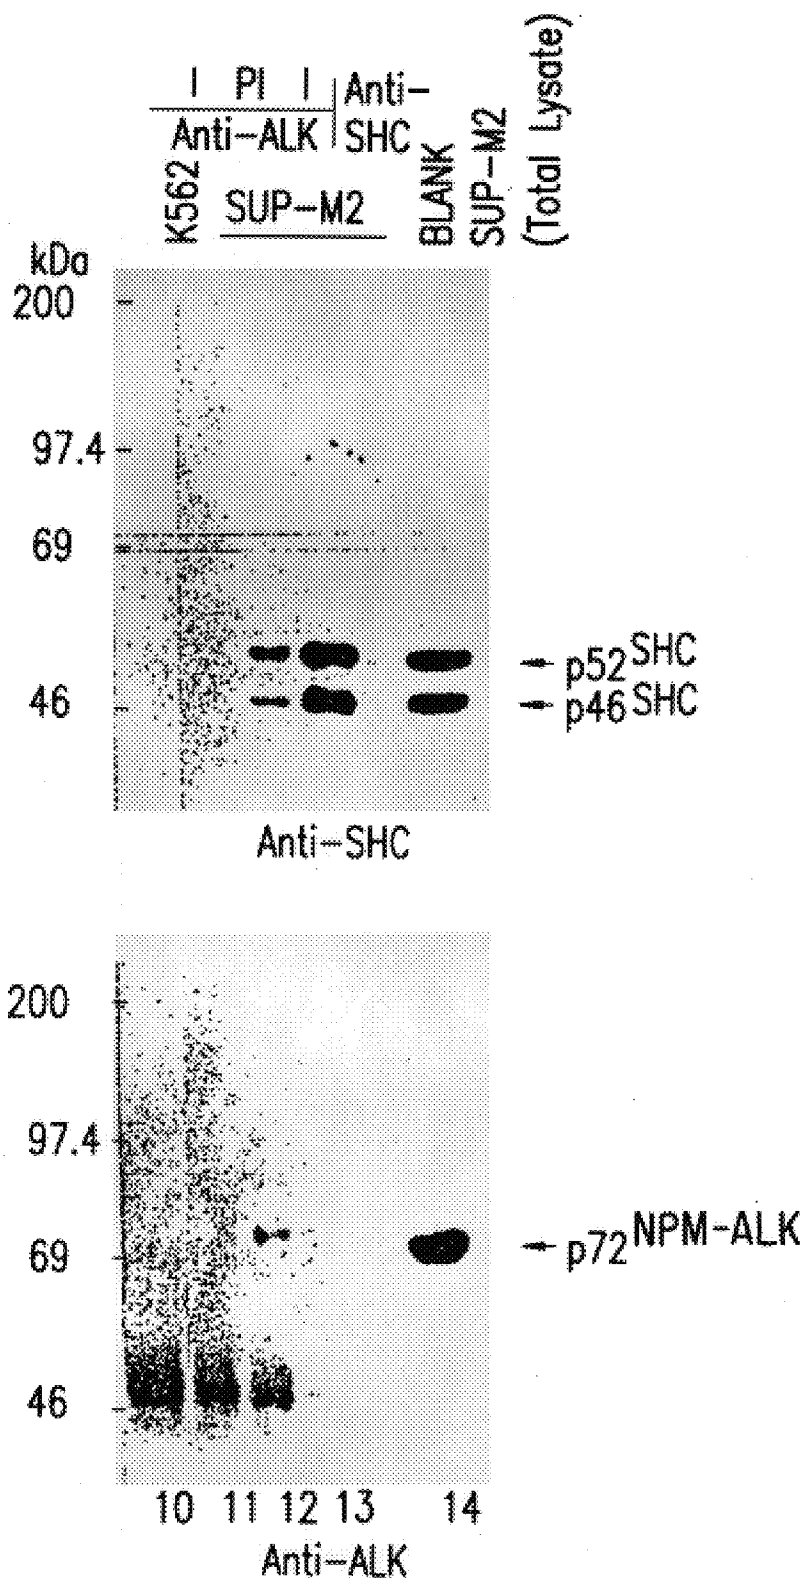 I PI I Anti-
Anti-ALK SHC
K562
SUP-M2
BLANK
SUP-M2
(Total Lysate)
kDa
200
97.4
69
46
p52SHC
p46SHC
Anti-SHC
200
97.4
69
46
p72NPM-ALK
10 11 12 13 14
Anti-ALK